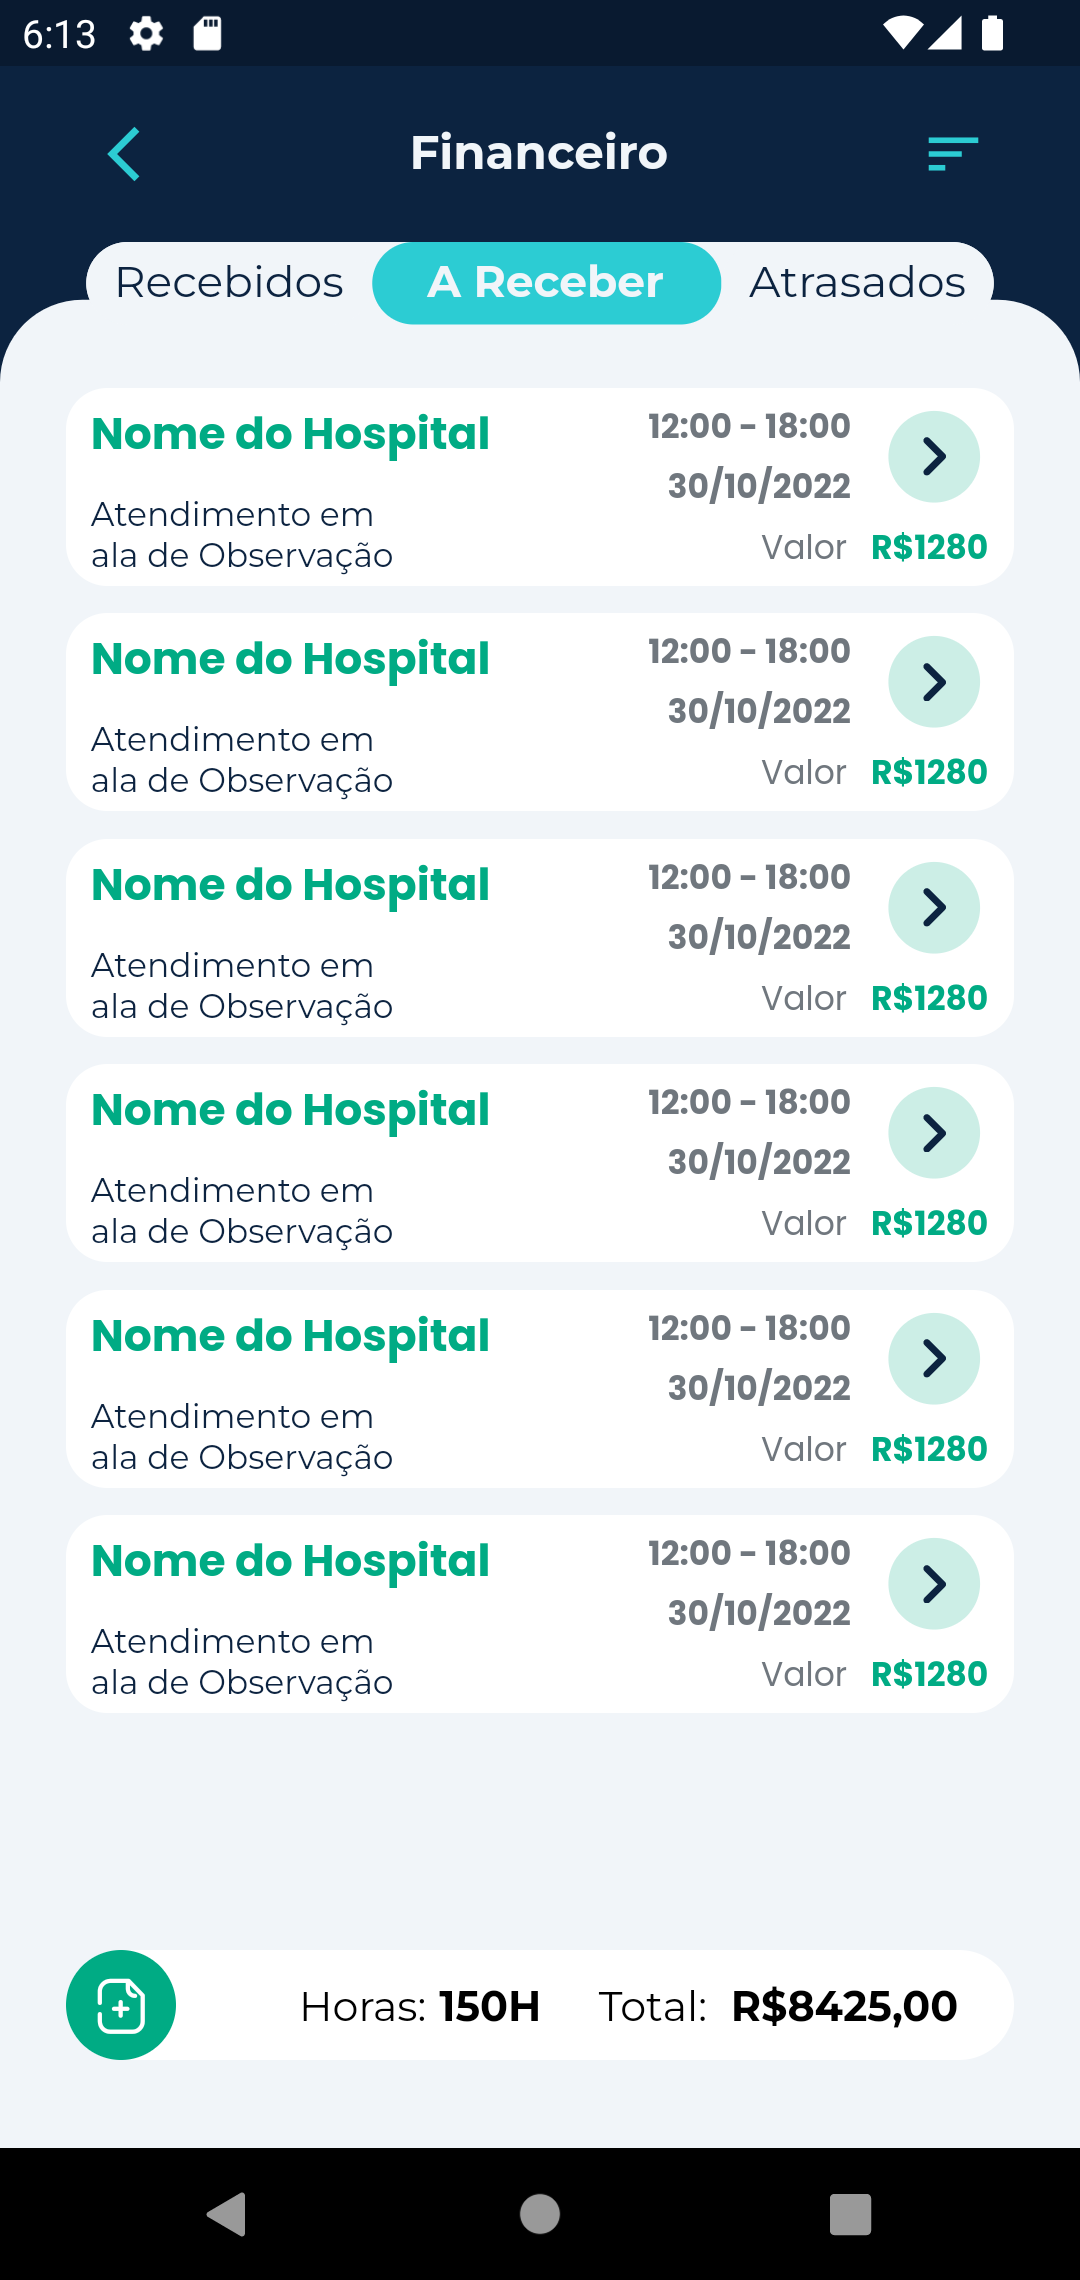 6:13
Financeiro
Recebidos A Receber Atrasados
Nome do Hospital 12:00 - 18:00
30/10/2022
Atendimento em
ala de Observação Valor R$1280
Nome do Hospital 12:00 - 18:00
30/10/2022
Atendimento em
ala de Observação Valor R$1280
Nome do Hospital 12:00 - 18:00
30/10/2022
Atendimento em
ala de Observação Valor R$1280
Nome do Hospital 12:00 - 18:00
30/10/2022
Atendimento em
ala de Observação Valor R$1280
Nome do Hospital 12:00 - 18:00
30/10/2022
Atendimento em
ala de Observação Valor R$1280
Nome do Hospital 12:00 - 18:00
30/10/2022
Atendimento em
ala de Observação Valor R$1280
Horas: 150H Total: R$8425,00